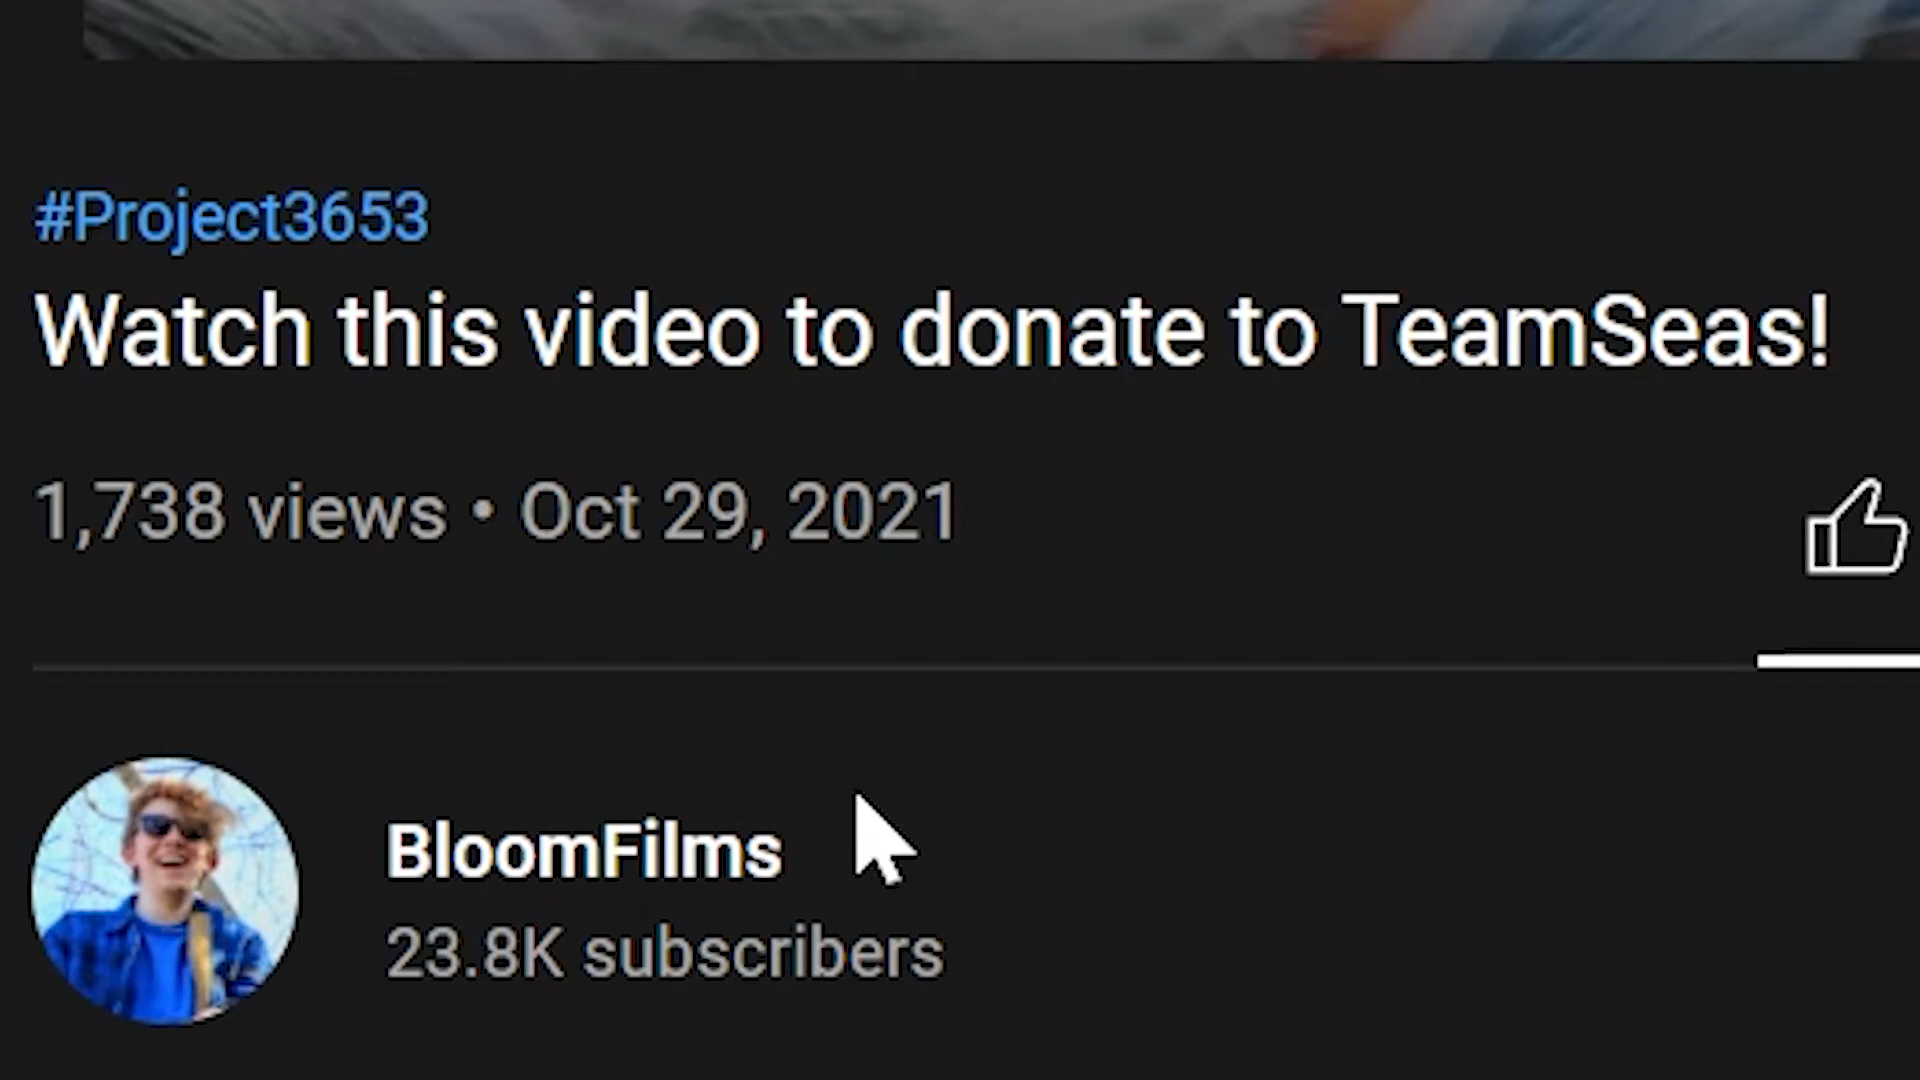 #Project3653
Watch this video to donate to TeamSeas!
1,738 views • Oct 29, 2021
BloomFilms
23.8K subscribers